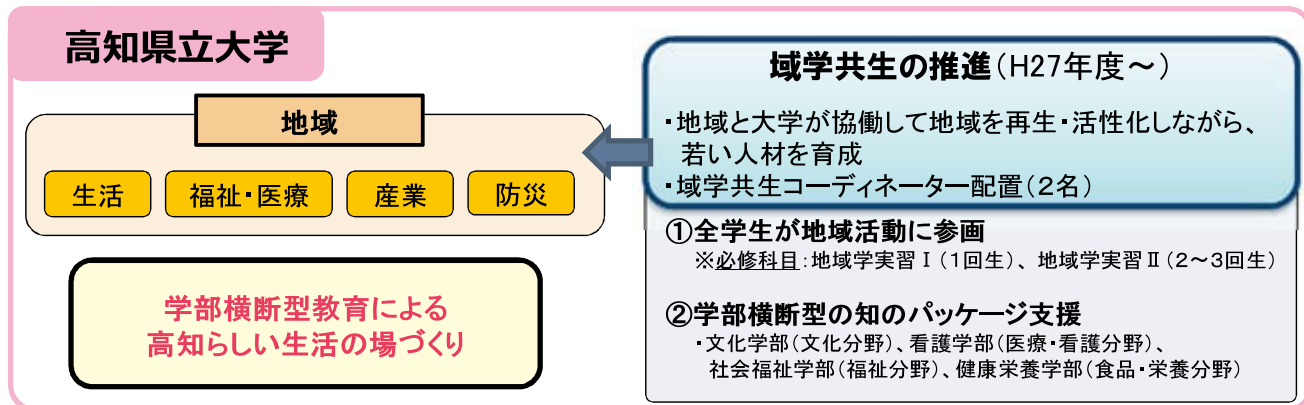 高知県立大学
地域
生活
福祉・医療
産業
防災
学部横断型教育による
高知らしい生活の場づくり
域学共生の推進（H27年度～）
・地域と大学が協働して地域を再生・活性化しながら、
若い人材を育成
・域学共生コーディネーター配置（２名）
①全学生が地域活動に参画
※必修科目：地域学実習Ⅰ（１回生）、地域学実習Ⅱ（２～３回生）
②学部横断型の知のパッケージ支援
・文化学部（文化分野）、看護学部（医療・看護分野）、
社会福祉学部（福祉分野）、健康栄養学部（食品・栄養分野）